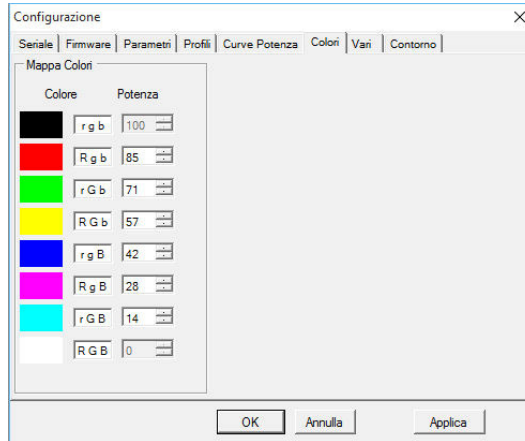 Configurazione
Seriale Firmware Parametri Profili Curve Potenza Colori Vari Contorno
Mappa Colori
Colore Potenza
r g b 100
R g b 85
r G b 71
R G b 57
r g B 42
R g B 28
r G B 14
R G B 0
OK Annulla Applica